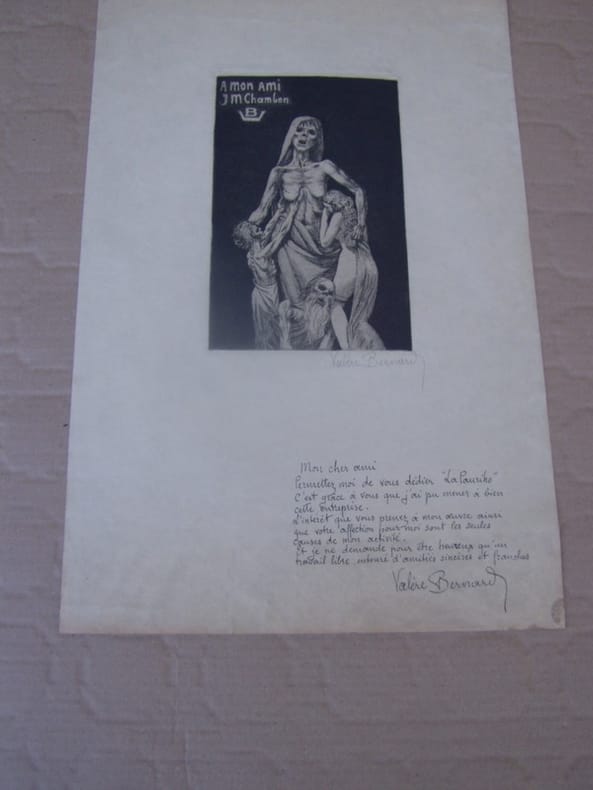 A mon Ami
J M Chambon
B
Valère Bernard
Mon cher ami
Permettez moi de vous dédier "La Pauriho"
C'est grâce à vous que j'ai pu mener à bien
cette entreprise.
L'intérêt que vous prenez à mon œuvre ainsi
que votre affection pour moi sont les seules
causes de mon activité.
Et je ne demande pour être heureux qu'un
travail libre, entouré d'amitiés sincères et franches
Valère Bernard